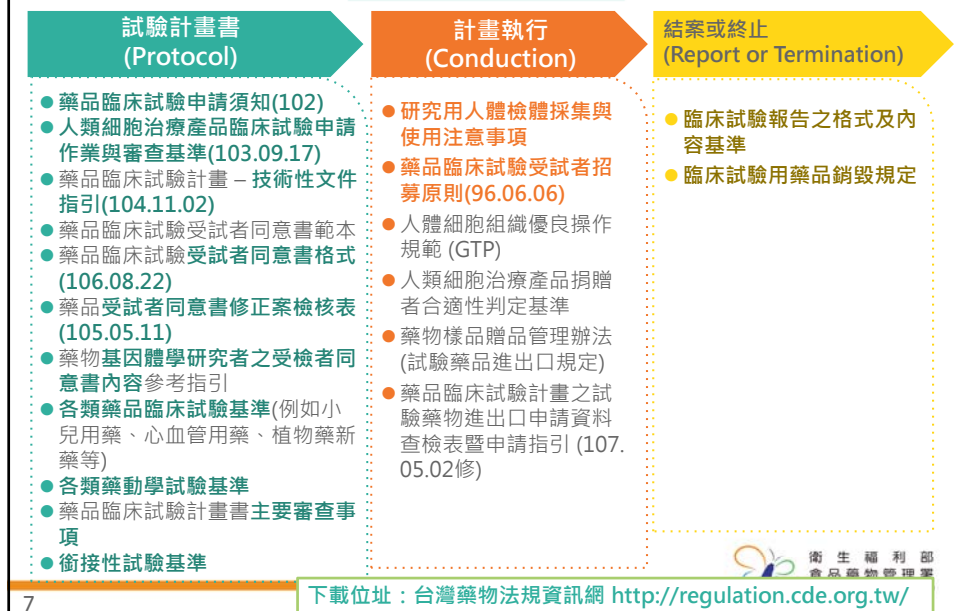 試驗計畫書
(Protocol)
●藥品臨床試驗申請須知(102)
●人類細胞治療產品臨床試驗申請
作業與審查基準(103.09.17)
●藥品臨床試驗計畫 – 技術性文件
指引(104.11.02)
●藥品臨床試驗受試者同意書範本
●藥品臨床試驗受試者同意書格式
(106.08.22)
●藥品受試者同意書修正案檢核表
(105.05.11)
●藥物基因體學研究者之受檢者同
意書內容參考指引
●各類藥品臨床試驗基準(例如小
兒用藥、心血管用藥、植物藥新
藥等)
●各類藥動學試驗基準
●藥品臨床試驗計畫書主要審查事
項
●銜接性試驗基準
計畫執行
(Conduction)
●研究用人體檢體採集與
使用注意事項
●藥品臨床試驗受試者招
募原則(96.06.06)
●人體細胞組織優良操作
規範 (GTP)
●人類細胞治療產品捐贈
者合適性判定基準
●藥物樣品贈品管理辦法
(試驗藥品進出口規定)
●藥品臨床試驗計畫之試
驗藥物進出口申請資料
查檢表暨申請指引 (107.
05.02修)
結案或終止
(Report or Termination)
●臨床試驗報告之格式及內
容基準
●臨床試驗用藥品銷毀規定
衛生福利部
食品藥物管理署
下載位址：台灣藥物法規資訊網 http://regulation.cde.org.tw/
7